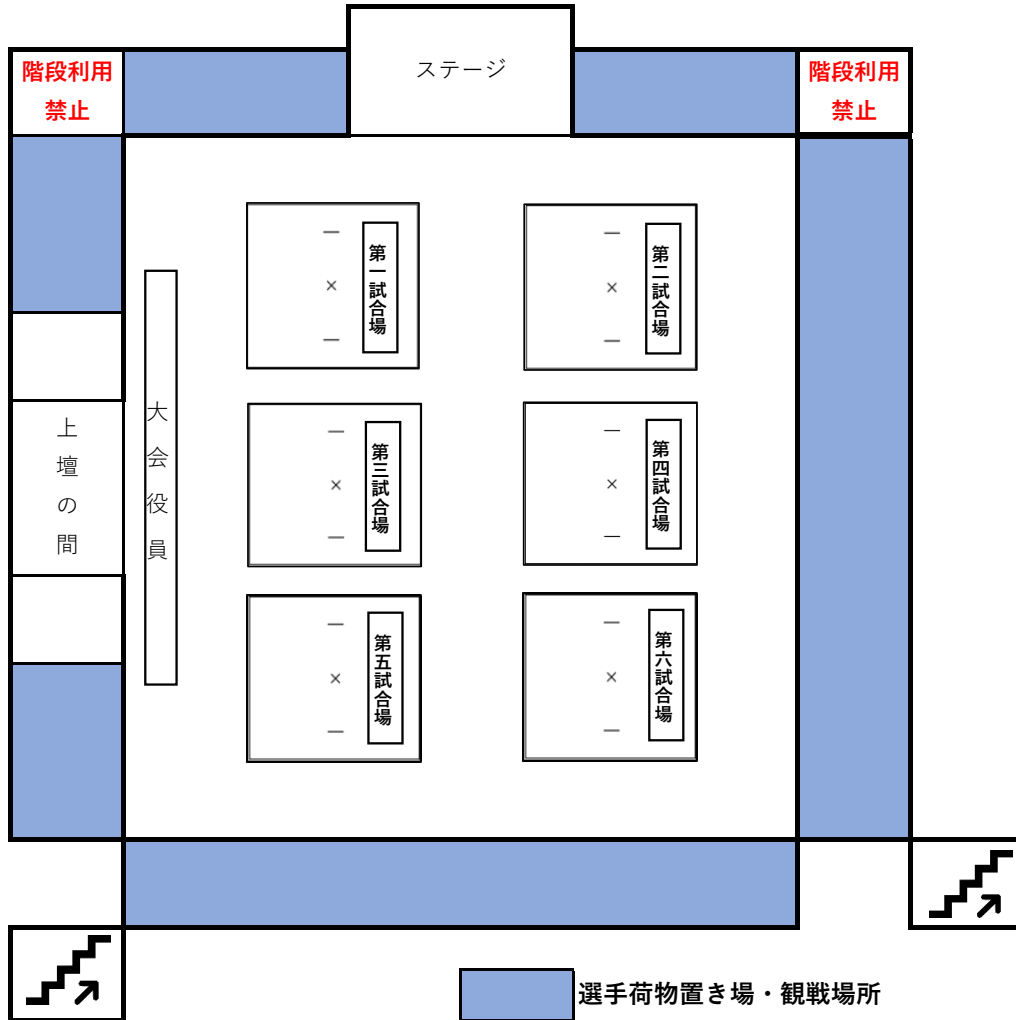 ステージ
階段利用
禁止
階段利用
禁止
第一試合場
第二試合場
大会役員
上壇の間
第三試合場
第四試合場
第五試合場
第六試合場
選手荷物置き場・観戦場所